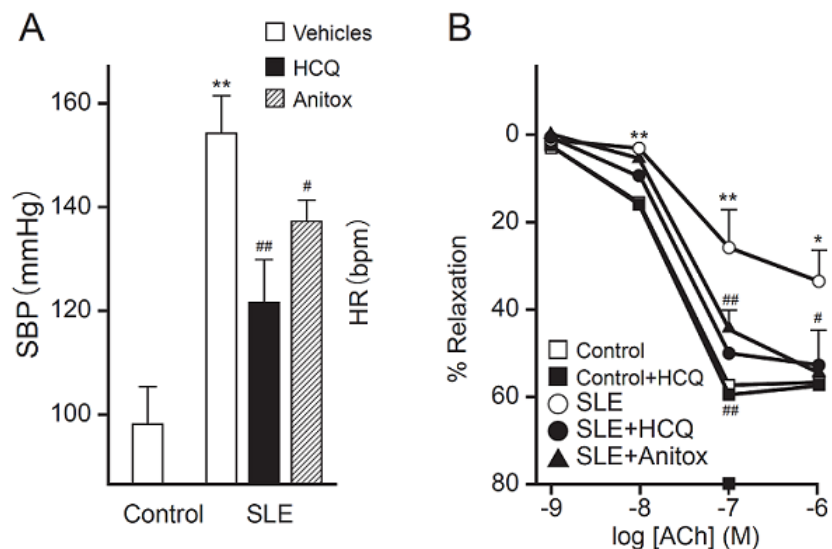 A
Vehicles
HCQ
Anitox
SBP (mmHg)
160
140
120
100
**
##
#
Control SLE
HR (bpm)
B
% Relaxation
0
20
40
60
80
**
**
*
##
#
##
Control
Control+HCQ
SLE
SLE+HCQ
SLE+Anitox
-9 -8 -7 -6
log [ACh] (M)